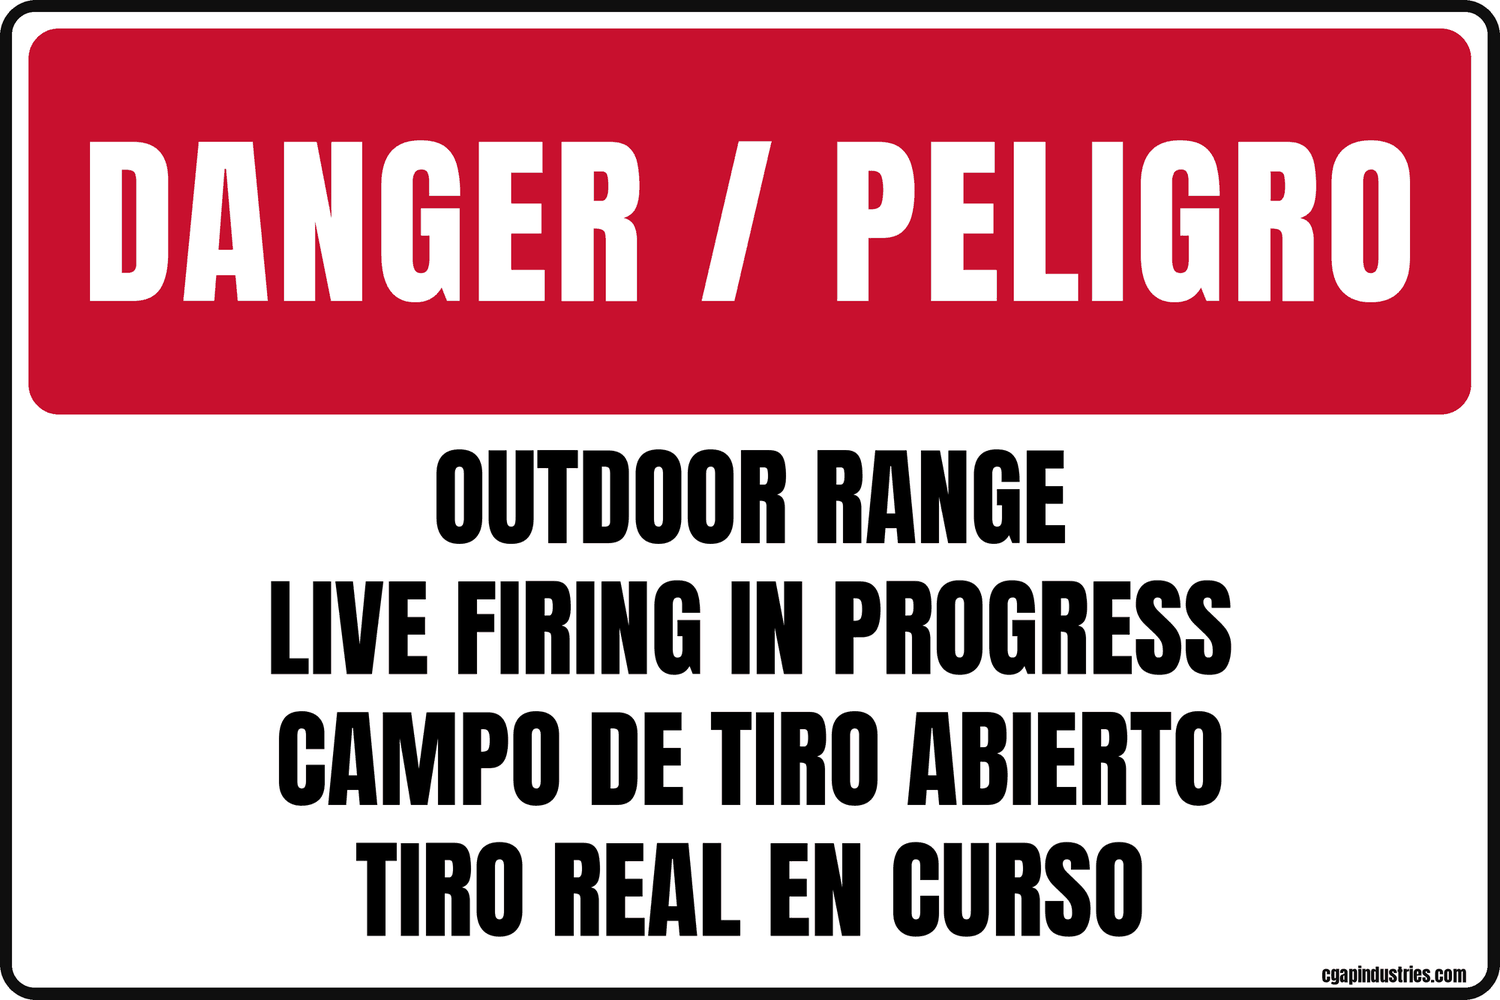 DANGER / PELIGRO
OUTDOOR RANGE
LIVE FIRING IN PROGRESS
CAMPO DE TIRO ABIERTO
TIRO REAL EN CURSO
cgapindustries.com